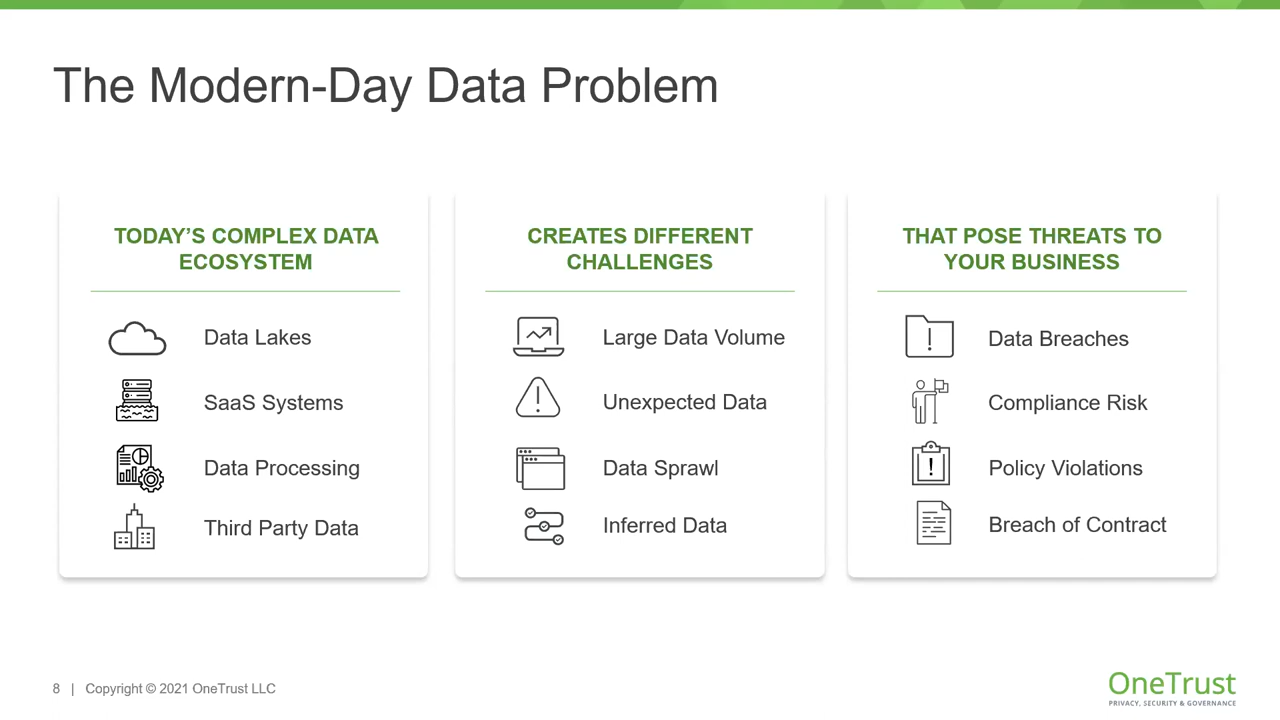 The Modern-Day Data Problem
TODAY’S COMPLEX DATA
ECOSYSTEM
Data Lakes
SaaS Systems
Data Processing
Third Party Data
CREATES DIFFERENT
CHALLENGES
Large Data Volume
Unexpected Data
Data Sprawl
Inferred Data
THAT POSE THREATS TO
YOUR BUSINESS
Data Breaches
Compliance Risk
Policy Violations
Breach of Contract
8 | Copyright © 2021 OneTrust LLC
OneTrust
PRIVACY, SECURITY & GOVERNANCE